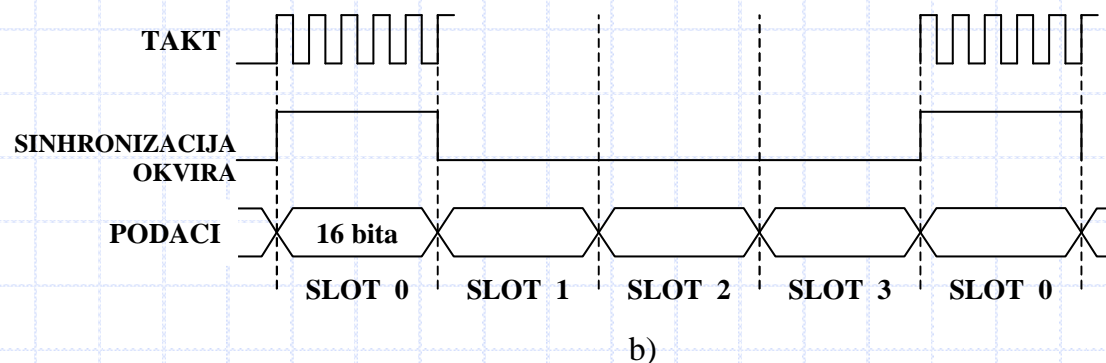 TAKT
SINHRONIZACIJA
OKVIRA
PODACI 16 bita
SLOT 0 SLOT 1 SLOT 2 SLOT 3 SLOT 0
b)